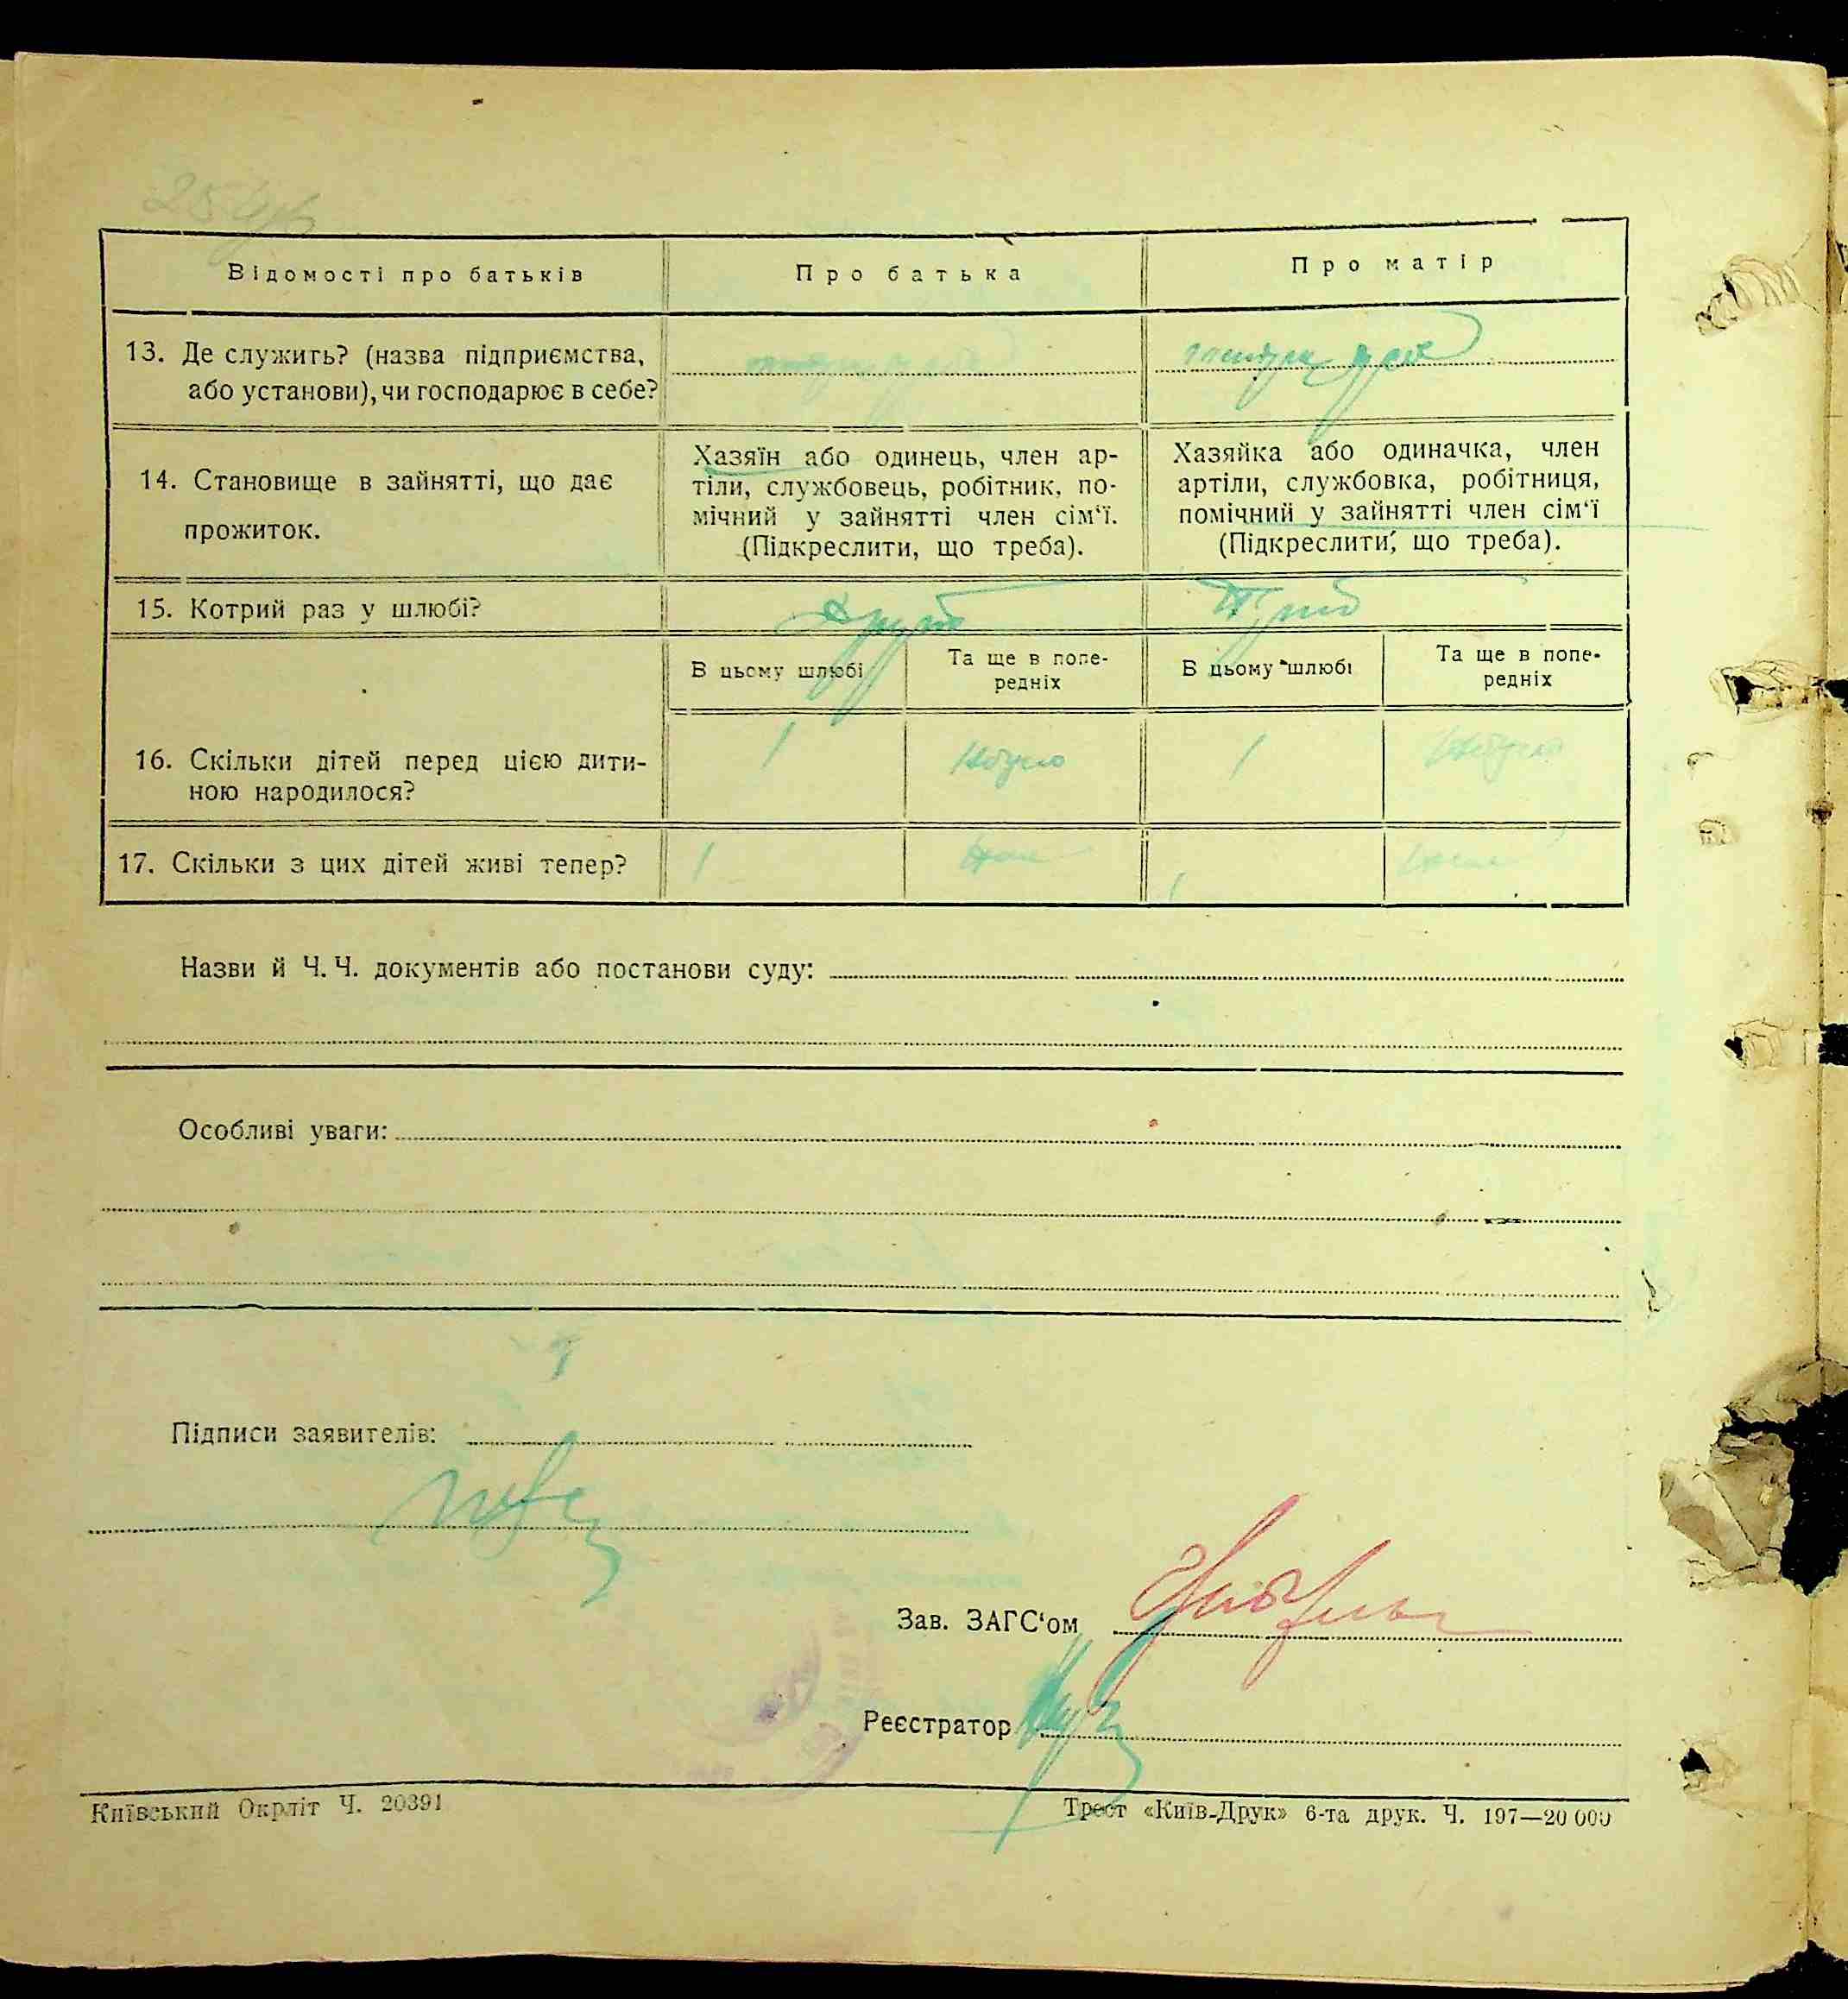 Відомості про батьків
Про батька
Про матір
13. Де служить? (назва підприємства,
або установи), чи господарює в себе?
14. Становище в зайнятті, що дає
прожиток.
Хазяїн або одинець, член ар-
тіли, службовець, робітник, по-
мічний у зайнятті член сім‘ї.
(Підкреслити, що треба).
Хазяйка або одиначка, член
артіли, службовка, робітниця,
помічний у зайнятті член сім‘ї
(Підкреслити, що треба).
15. Котрий раз у шлюбі?
В цьому шлюбі
Та ще в попе-
редніх
В цьому шлюбі
Та ще в попе-
редніх
16. Скільки дітей перед цією дити-
ною народилося?
1
1
17. Скільки з цих дітей живі тепер?
1
1
Назви й Ч. Ч. документів або постанови суду:
Особливі уваги:
Підписи заявителів:
Зав. ЗАГС‘ом
Реєстратор
Київський Окрліт Ч. 20391
Трест «Київ-Друк» 6-та друк. Ч. 197—20 000